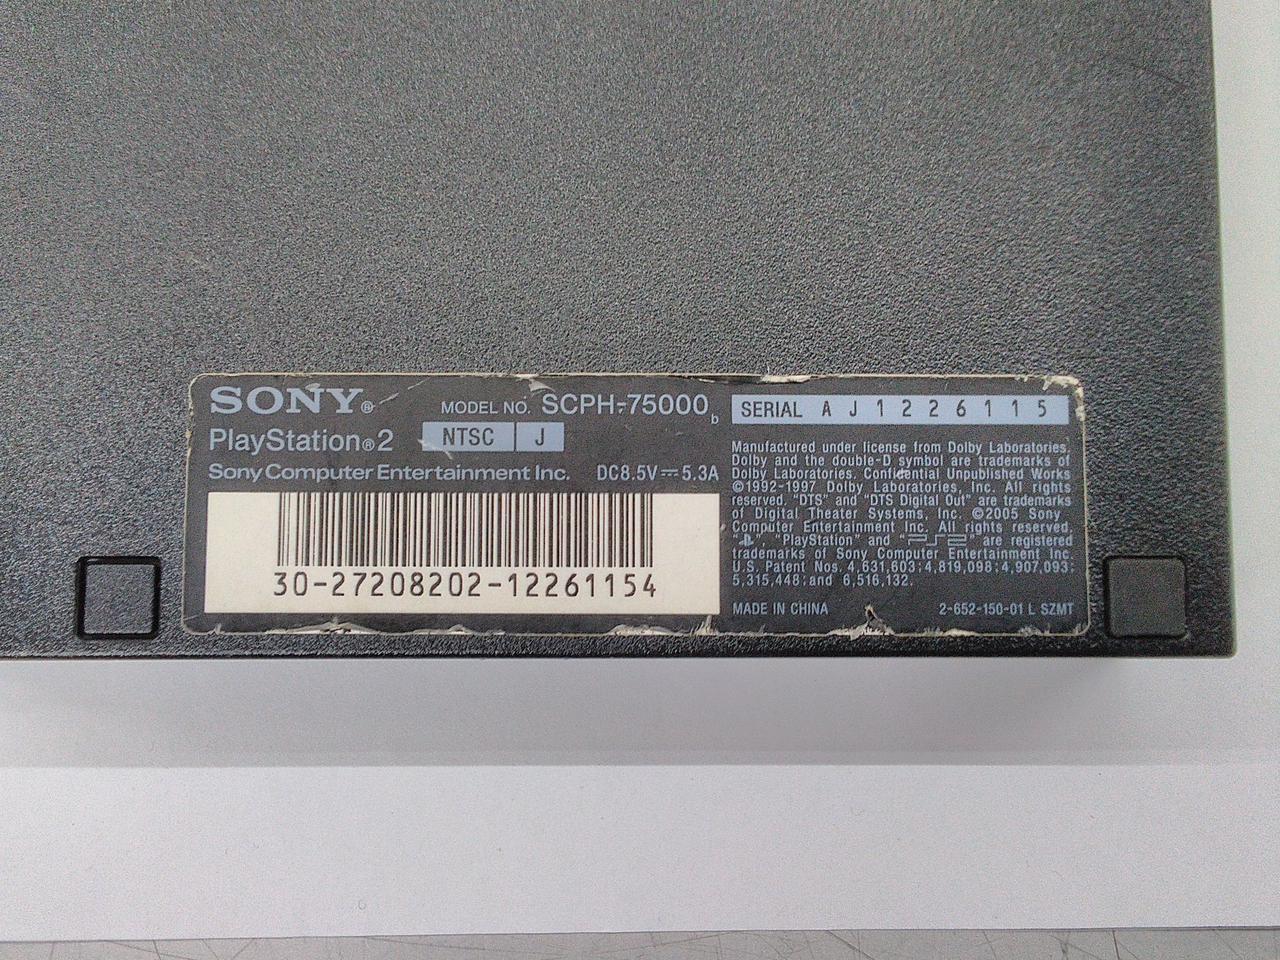 SONY®
MODEL NO. SCPH-75000 b
PlayStation®2 NTSC J
Sony Computer Entertainment Inc. DC8.5V⎓5.3A
30-27208202-12261154
SERIAL A J 1 2 2 6 1 1 5
Manufactured under license from Dolby Laboratories.
Dolby and the double-D symbol are trademarks of
Dolby Laboratories. Confidential Unpublished Works
©1992-1997 Dolby Laboratories, Inc. All rights
reserved. "DTS" and "DTS Digital Out" are trademarks
of Digital Theater Systems, Inc. ©2005 Sony
Computer Entertainment Inc. All rights reserved.
" ", "PlayStation" and "PS2" are registered
trademarks of Sony Computer Entertainment Inc.
U.S. Patent Nos. 4,631,603; 4,819,098; 4,907,093;
5,315,448; and 6,516,132.
MADE IN CHINA 2-652-150-01 L SZMT